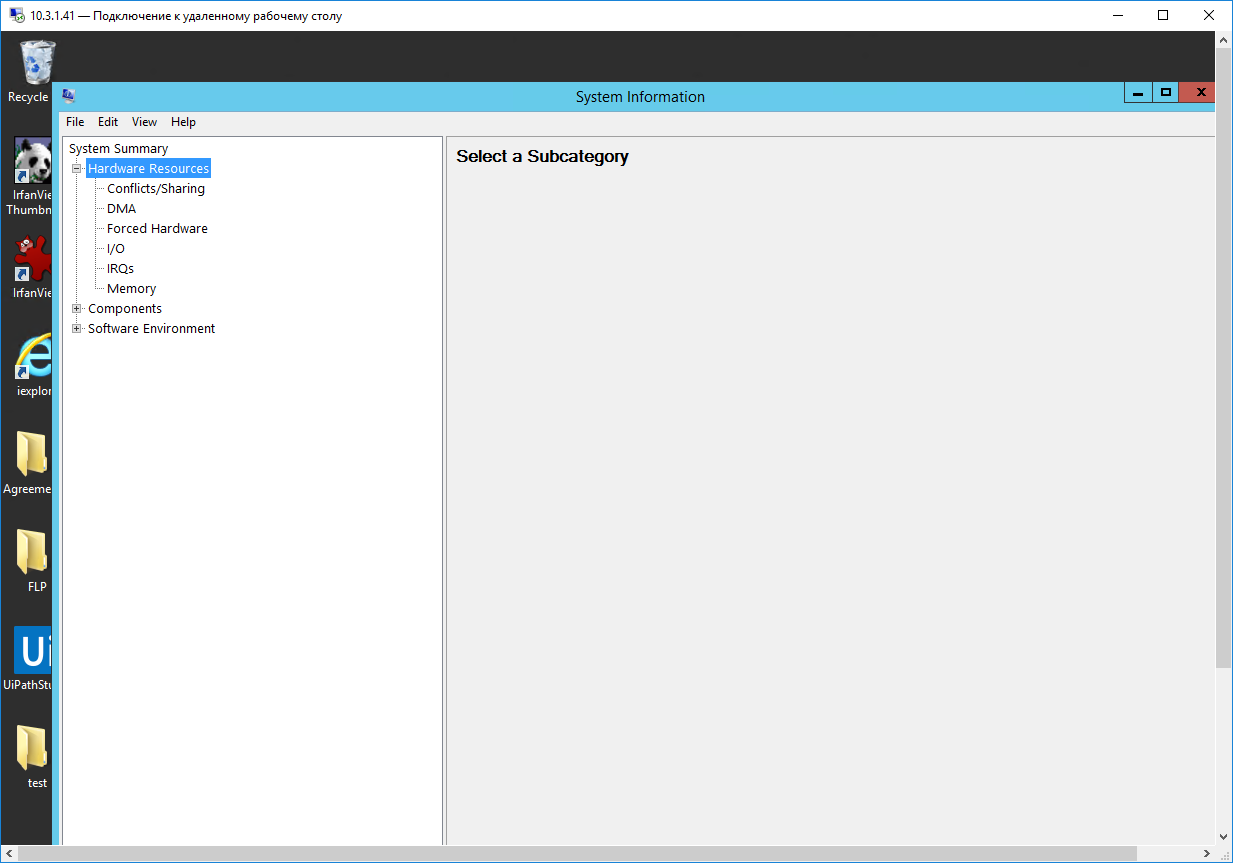 10.3.1.41 — Подключение к удаленному рабочему столу
Recycle
System Information
File Edit View Help
System Summary
Hardware Resources
Conflicts/Sharing
DMA
Forced Hardware
I/O
IRQs
Memory
Components
Software Environment
Select a Subcategory
IrfanVie
Thumbn
IrfanVie
iexplor
Agreeme
FLP
Ui
UiPathStu
test